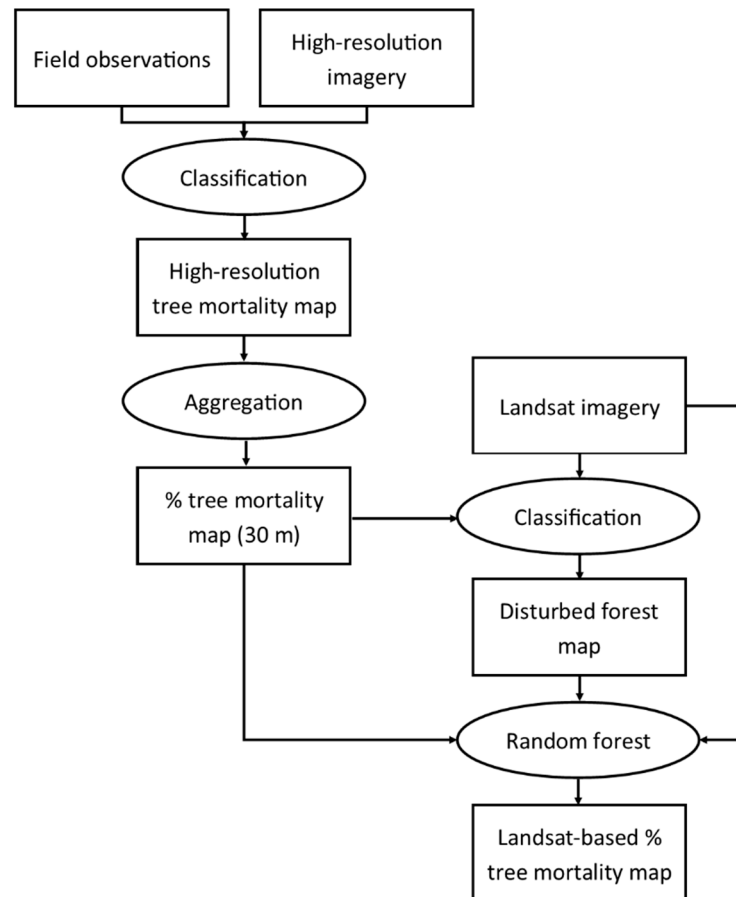 Field observations
High-resolution
imagery
Classification
High-resolution
tree mortality map
Aggregation
% tree mortality
map (30 m)
Landsat imagery
Classification
Disturbed forest
map
Random forest
Landsat-based %
tree mortality map